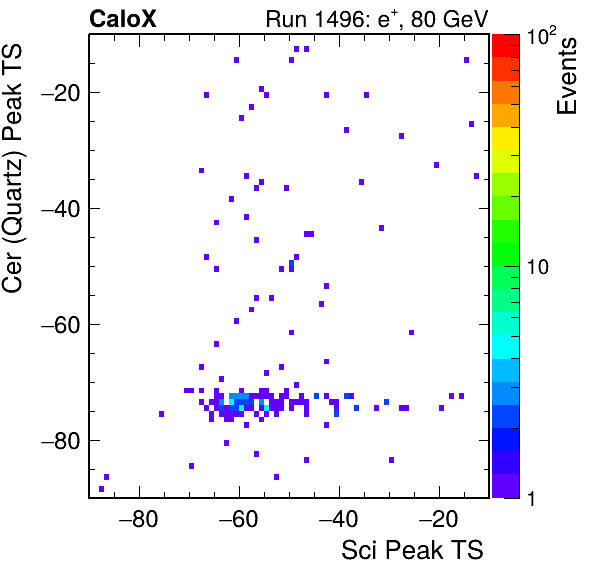 CaloX
Run 1496: e⁺, 80 GeV
Cer (Quartz) Peak TS
−20
−40
−60
−80
−80
−60
−40
−20
Sci Peak TS
10²
10
1
Events